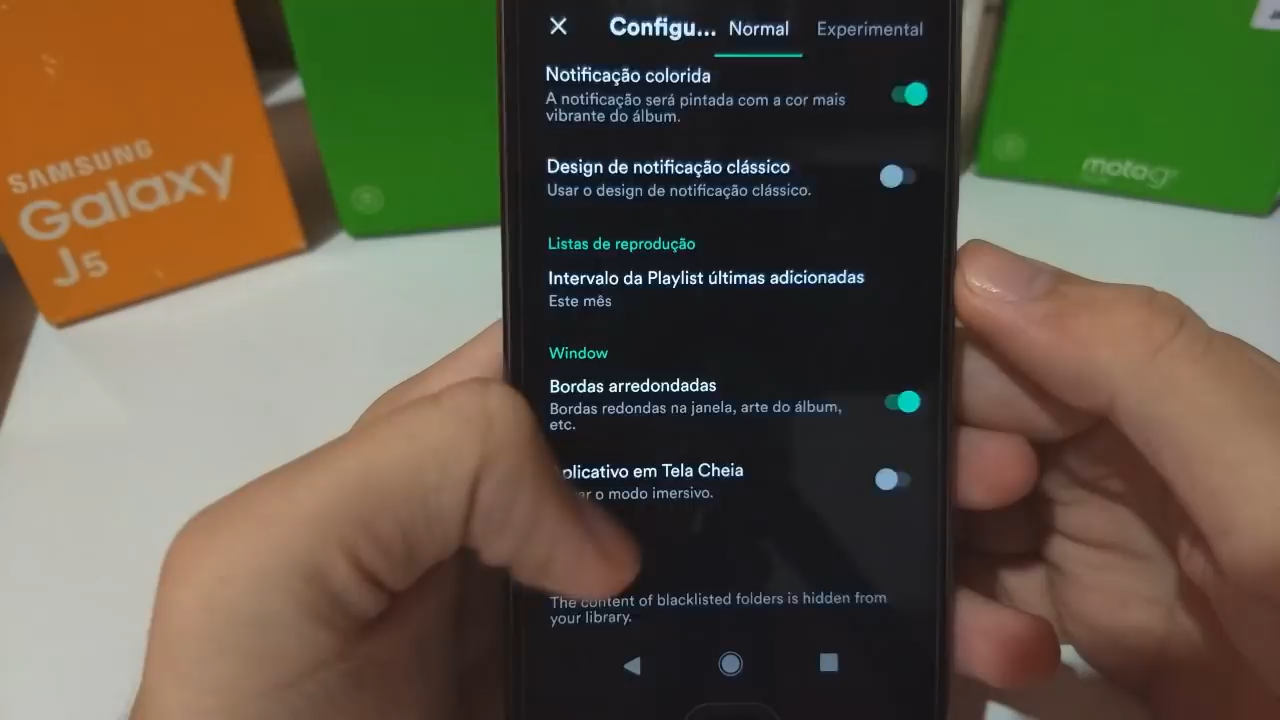 SAMSUNG
Galaxy
J5
Configu...
Normal
Experimental
Notificação colorida
A notificação será pintada com a cor mais
vibrante do álbum.
Design de notificação clássico
Usar o design de notificação clássico.
Listas de reprodução
Intervalo da Playlist últimas adicionadas
Este mês
Window
Bordas arredondadas
Bordas redondas na janela, arte do álbum,
etc.
plicativo em Tela Cheia
ar o modo imersivo.
The content of blacklisted folders is hidden from
your library.
moto g